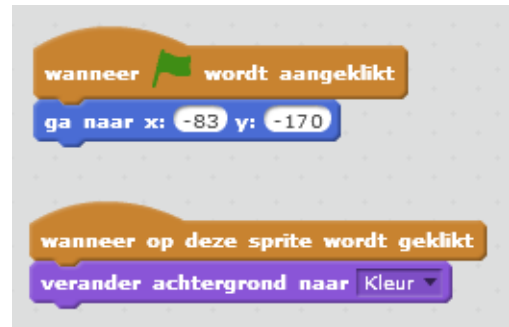 wanneer wordt aangeklikt
ga naar x: -83 y: -170
wanneer op deze sprite wordt geklikt
verander achtergrond naar Kleur